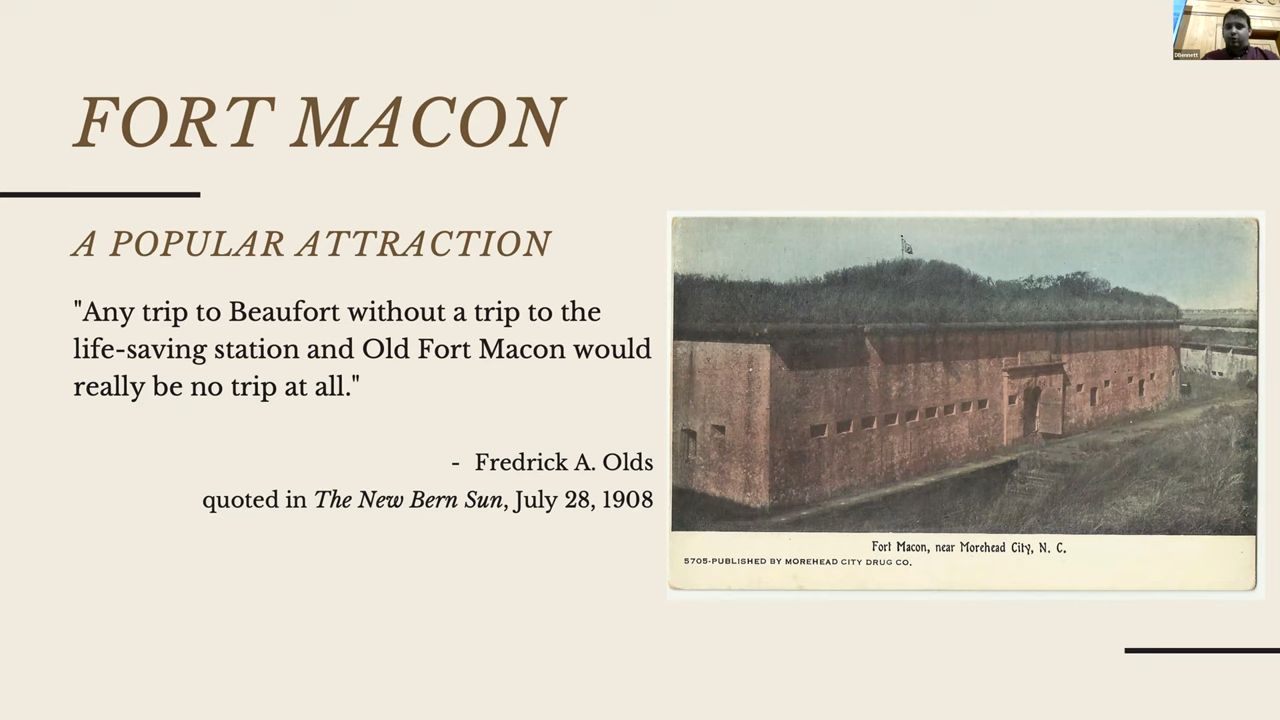 DBennett
FORT MACON
A POPULAR ATTRACTION
"Any trip to Beaufort without a trip to the
life-saving station and Old Fort Macon would
really be no trip at all."
- Fredrick A. Olds
quoted in The New Bern Sun, July 28, 1908
Fort Macon, near Morehead City, N. C.
5705-PUBLISHED BY MOREHEAD CITY DRUG CO.